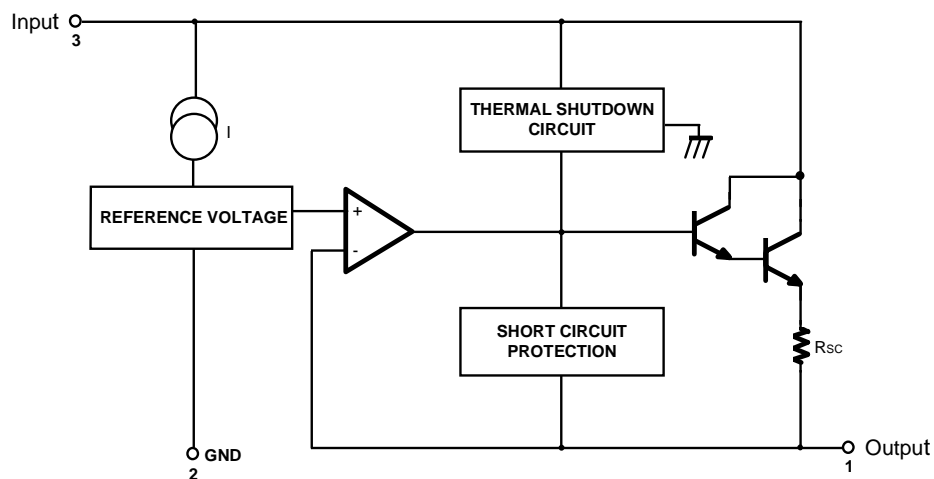 Input
3
THERMAL SHUTDOWN
CIRCUIT
I
REFERENCE VOLTAGE
+
-
SHORT CIRCUIT
PROTECTION
RSC
GND
2
Output
1